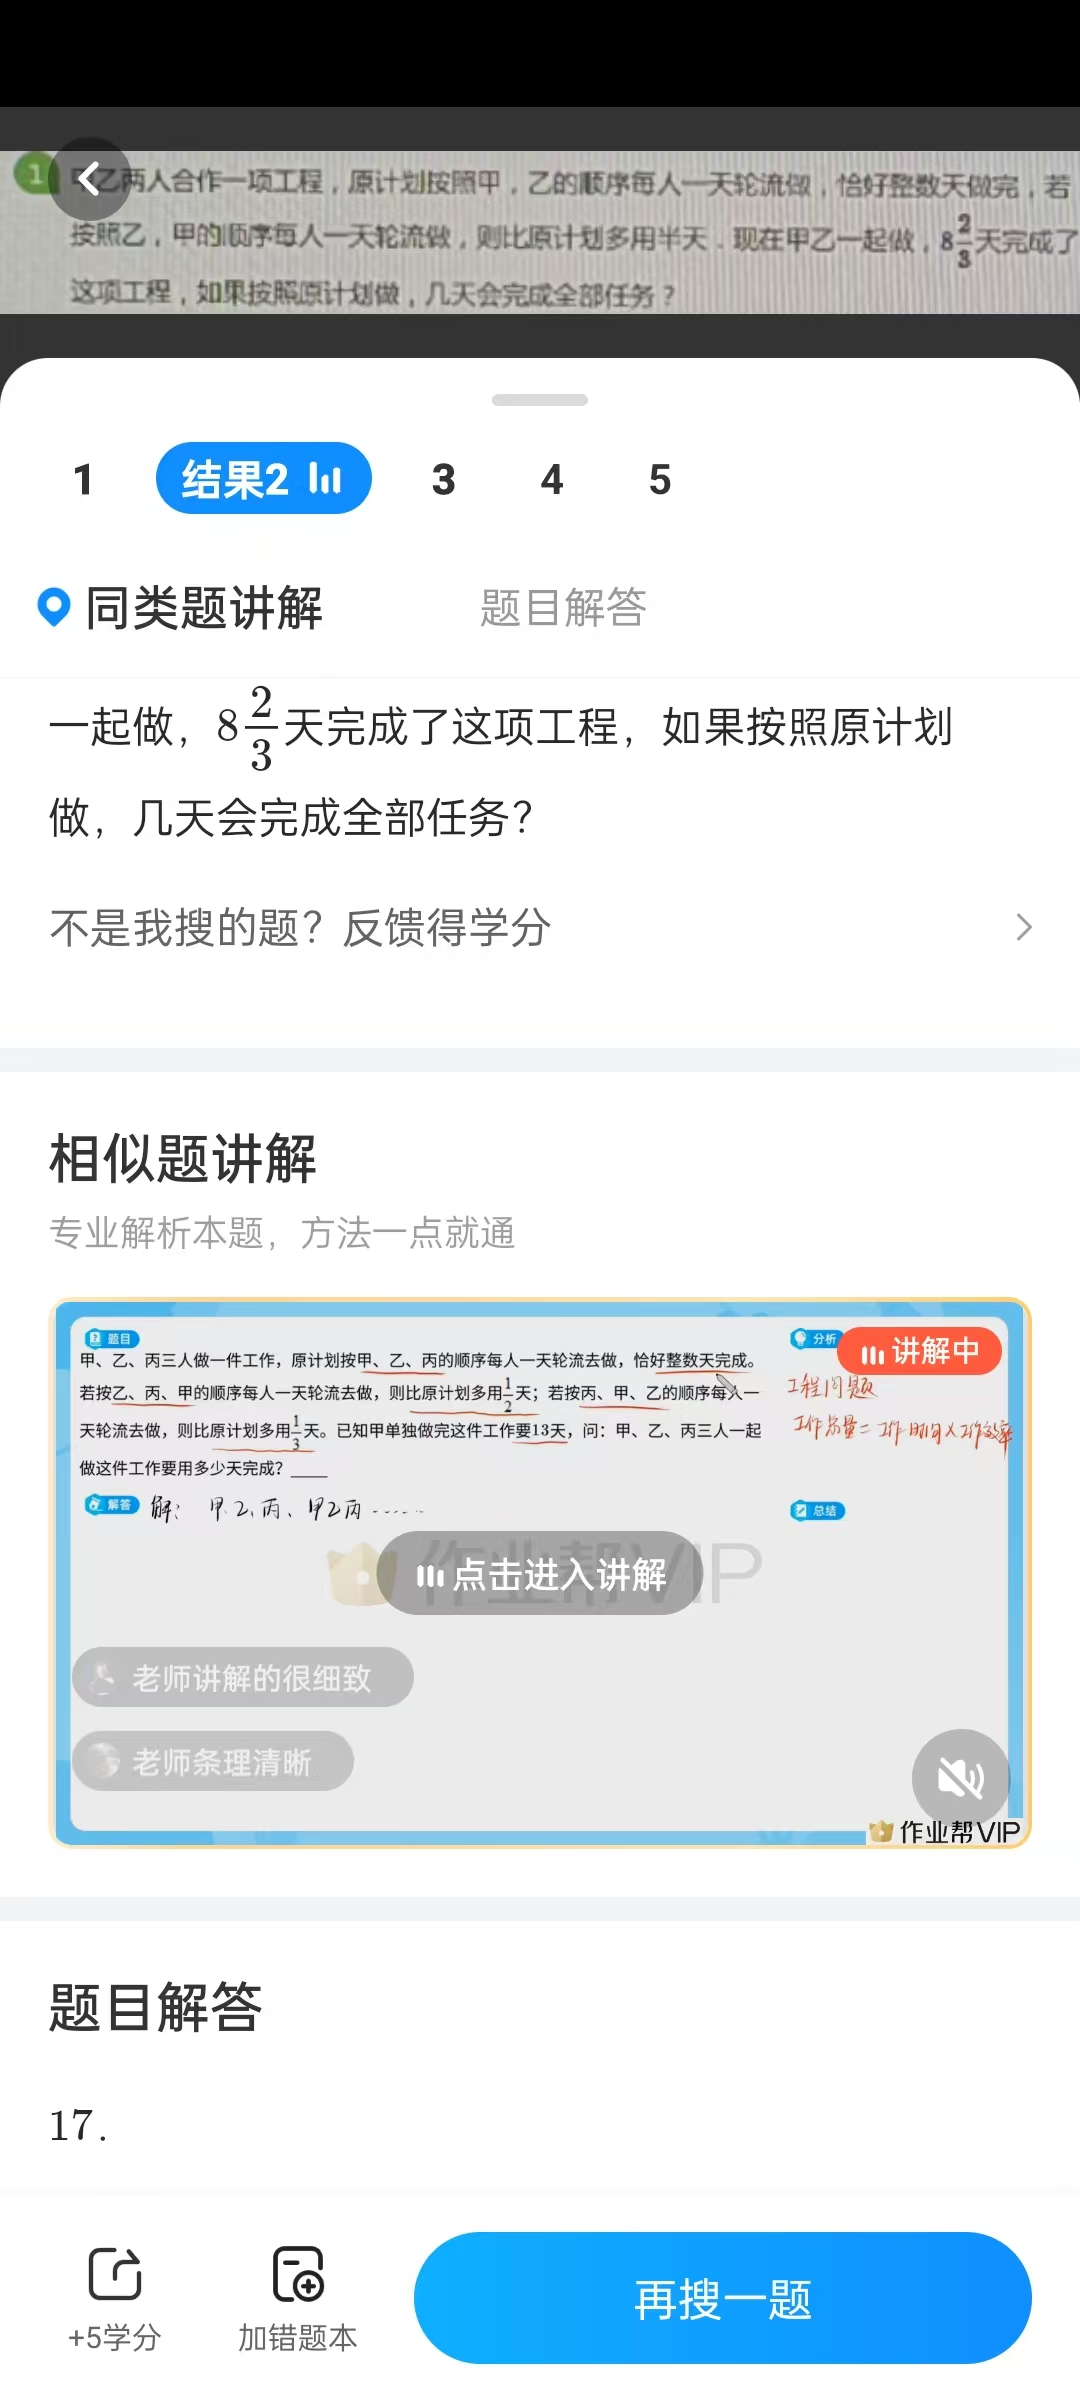 1
甲乙两人合作一项工程，原计划按照甲，乙的顺序每人一天轮流做，恰好整数天做完，若
按照乙，甲的顺序每人一天轮流做，则比原计划多用半天．现在甲乙一起做，8 2/3 天完成了
这项工程，如果按照原计划做，几天会完成全部任务？
1 结果2 3 4 5
同类题讲解 题目解答
一起做，8 2/3 天完成了这项工程，如果按照原计划
做，几天会完成全部任务？
不是我搜的题？反馈得学分
相似题讲解
专业解析本题，方法一点就通
题目
甲、乙、丙三人做一件工作，原计划按甲、乙、丙的顺序每人一天轮流去做，恰好整数天完成。
若按乙、丙、甲的顺序每人一天轮流去做，则比原计划多用1/2天；若按丙、甲、乙的顺序每人一
天轮流去做，则比原计划多用1/3天。已知甲单独做完这件工作要13天，问：甲、乙、丙三人一起
做这件工作要用多少天完成？____
分析
讲解中
工程问题
工作总量=工作时间×工作效率
解答
解：甲、乙、丙、甲乙丙……
总结
作业帮VIP
点击进入讲解
老师讲解的很细致
老师条理清晰
作业帮VIP
题目解答
17.
+5学分 加错题本 再搜一题